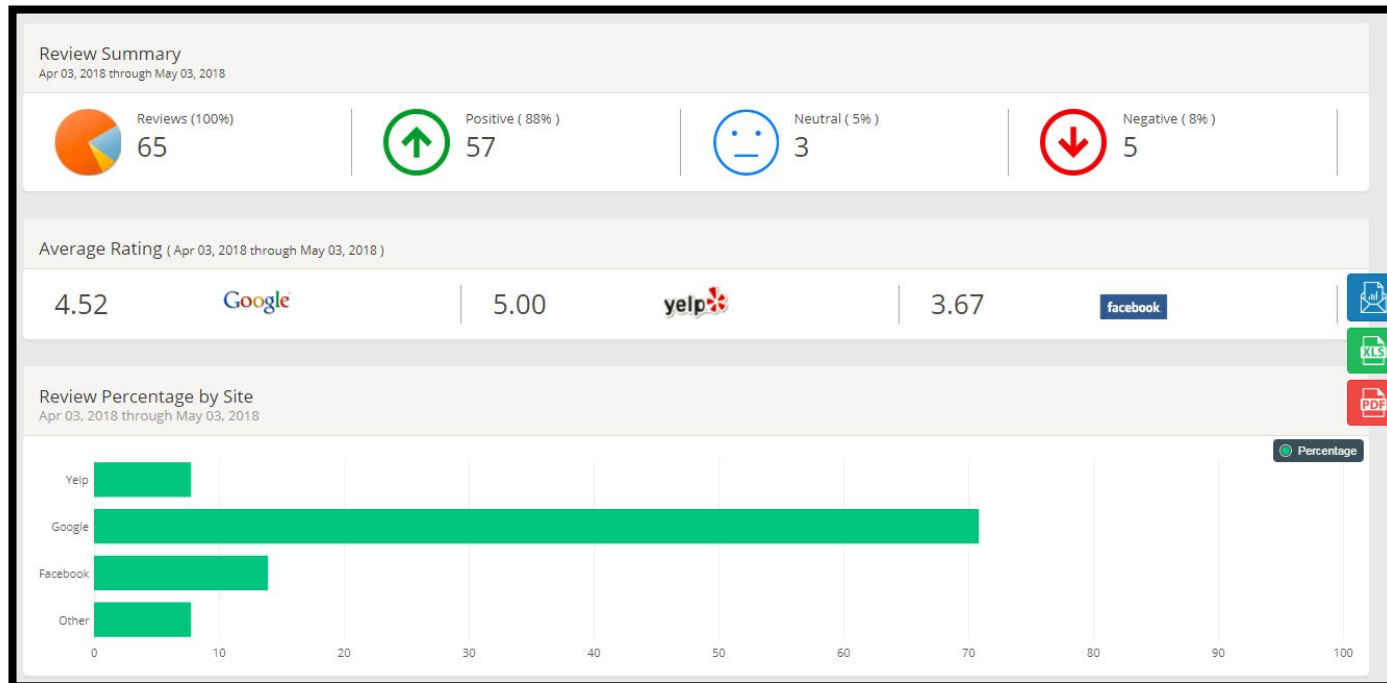 Review Summary
Apr 03, 2018 through May 03, 2018
Reviews (100%)
65
Positive ( 88% )
57
Neutral ( 5% )
3
Negative ( 8% )
5
Average Rating ( Apr 03, 2018 through May 03, 2018 )
4.52 Google 5.00 yelp 3.67 facebook
XLS
PDF
Review Percentage by Site
Apr 03, 2018 through May 03, 2018
Percentage
Yelp
Google
Facebook
Other
0 10 20 30 40 50 60 70 80 90 100